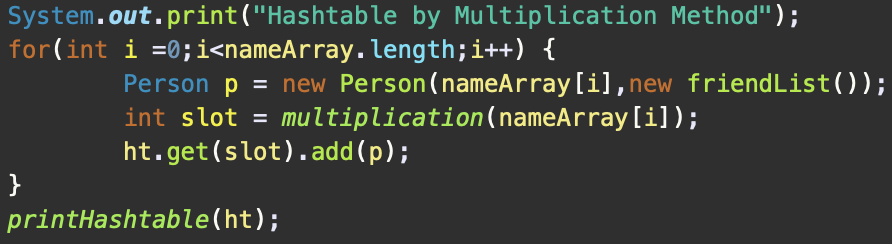 System.out.print("Hashtable by Multiplication Method");
for(int i =0;i<nameArray.length;i++) {
Person p = new Person(nameArray[i],new friendList());
int slot = multiplication(nameArray[i]);
ht.get(slot).add(p);
}
printHashtable(ht);